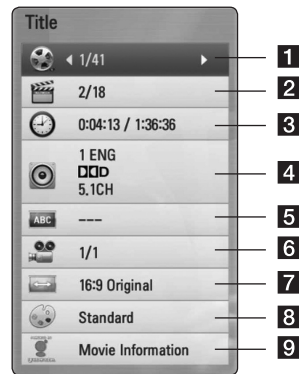 Title
1/41 1
2/18 2
0:04:13 / 1:36:36 3
1 ENG
DD D
5.1CH
4
ABC --- 5
1/1 6
16:9 Original 7
Standard 8
Movie Information 9